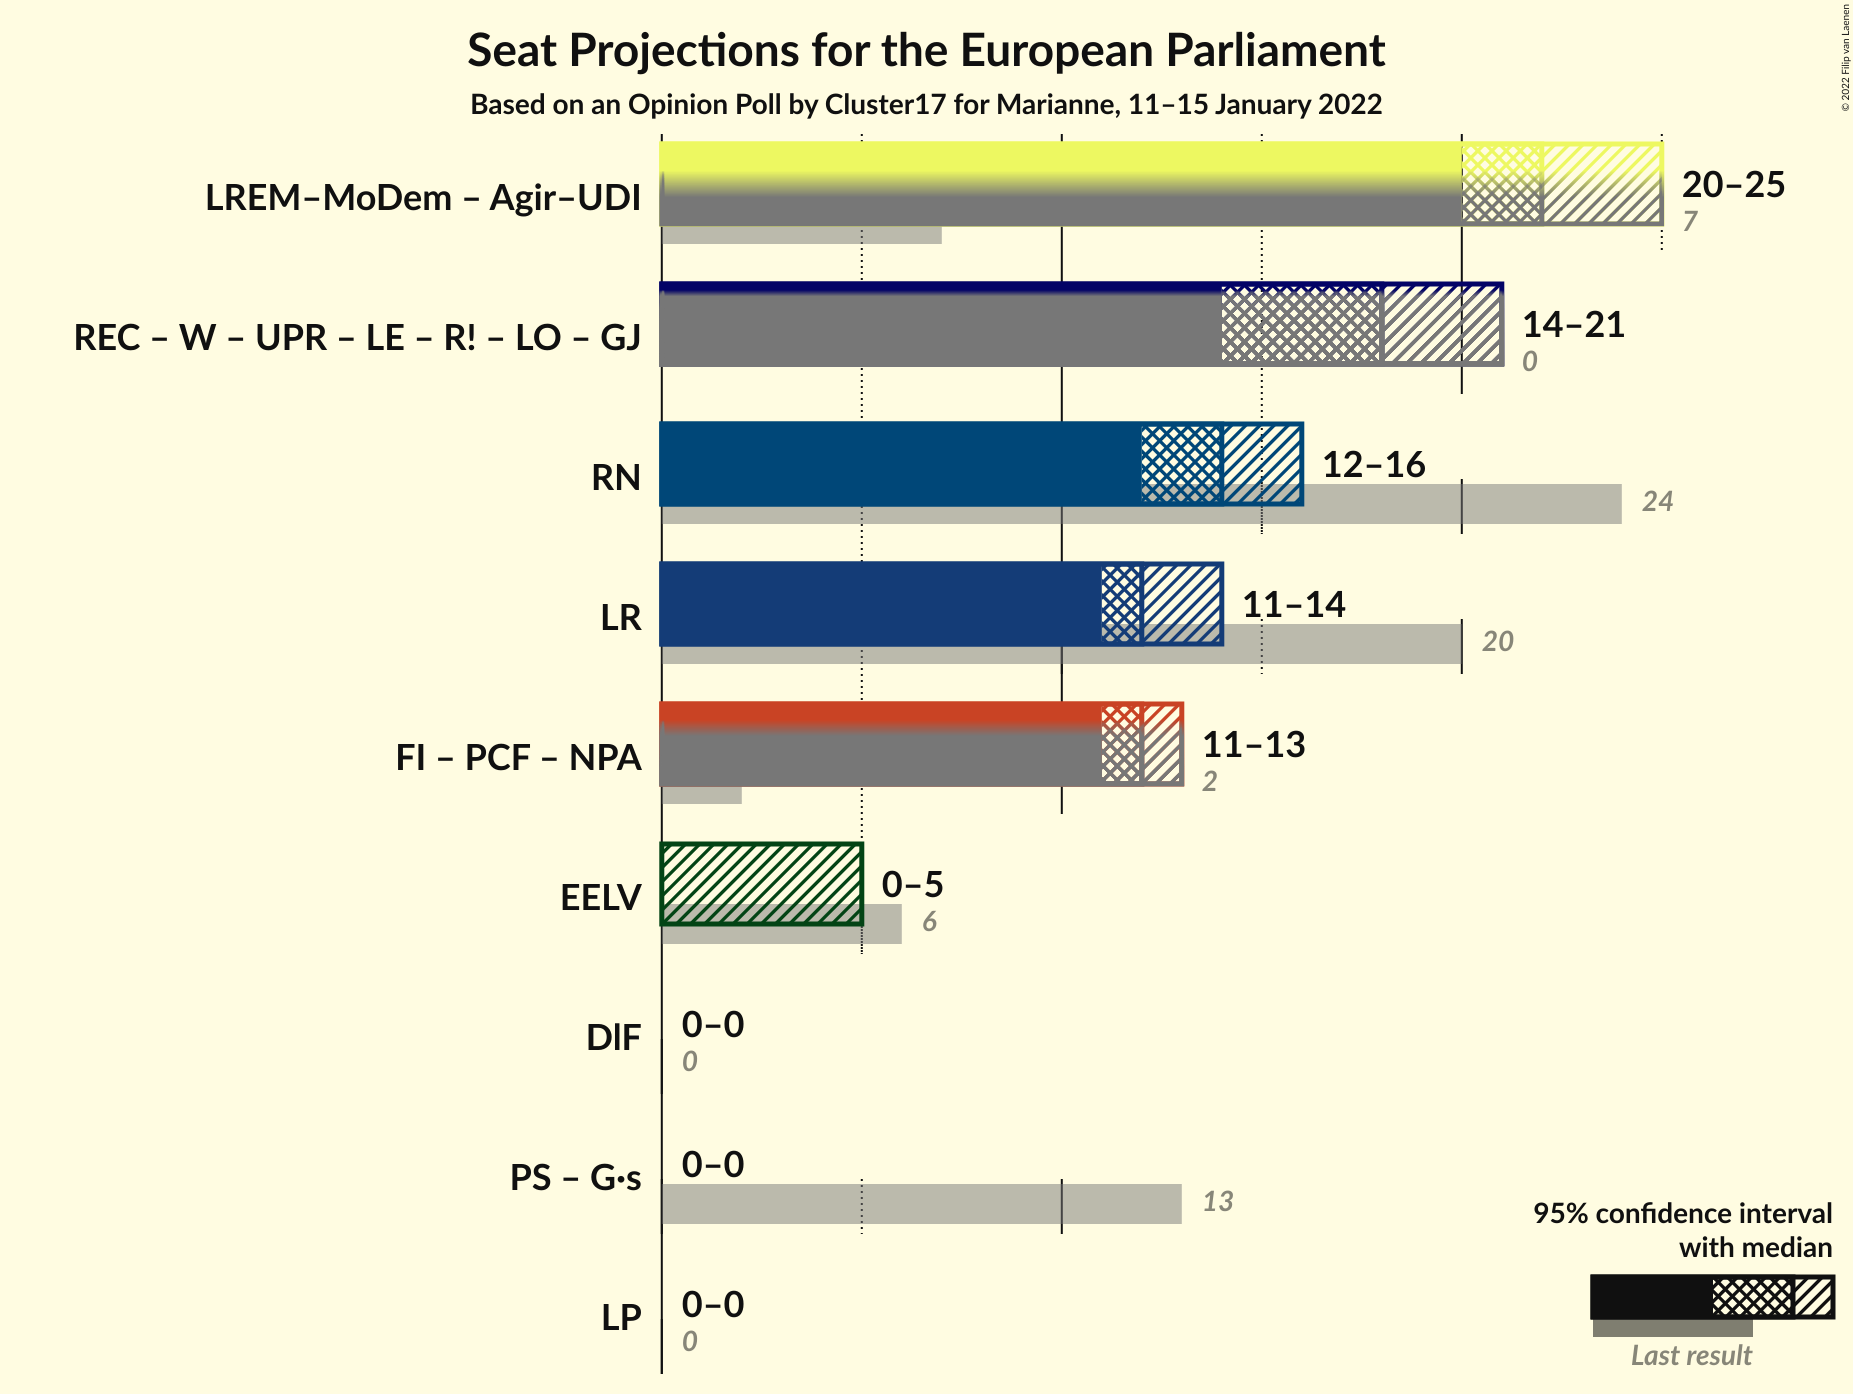 Seat Projections for the European Parliament
Based on an Opinion Poll by Cluster17 for Marianne, 11–15 January 2022
© 2022 Filip van Laenen
LREM–MoDem – Agir–UDI
20–25
7
REC – W – UPR – LE – R! – LO – GJ
14–21
0
RN
12–16
24
LR
11–14
20
FI – PCF – NPA
11–13
2
EELV
0–5
6
DlF
0–0
0
PS – G·s
0–0
13
LP
0–0
0
95% confidence interval
with median
Last result